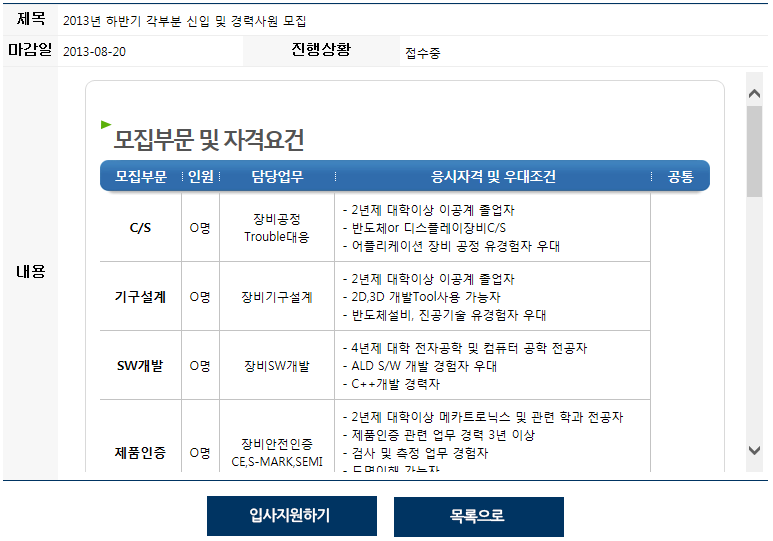 제목 2013년 하반기 각부분 신입 및 경력사원 모집
마감일 2013-08-20 진행상황 접수중
내용
모집부문 및 자격요건
모집부문 인원 담당업무 응시자격 및 우대조건 공통
C/S O명 장비공정 Trouble대응
- 2년제 대학이상 이공계 졸업자
- 반도체or 디스플레이장비C/S
- 어플리케이션 장비 공정 유경험자 우대
기구설계 O명 장비기구설계
- 2년제 대학이상 이공계 졸업자
- 2D,3D 개발Tool사용 가능자
- 반도체설비, 진공기술 유경험자 우대
SW개발 O명 장비SW개발
- 4년제 대학 전자공학 및 컴퓨터 공학 전공자
- ALD S/W 개발 경험자 우대
- C++개발 경력자
제품인증 O명 장비안전인증 CE,S-MARK,SEMI
- 2년제 대학이상 메카트로닉스 및 관련 학과 전공자
- 제품인증 관련 업무 경력 3년 이상
- 검사 및 측정 업무 경험자
- 도면이해 가능자
입사지원하기 목록으로